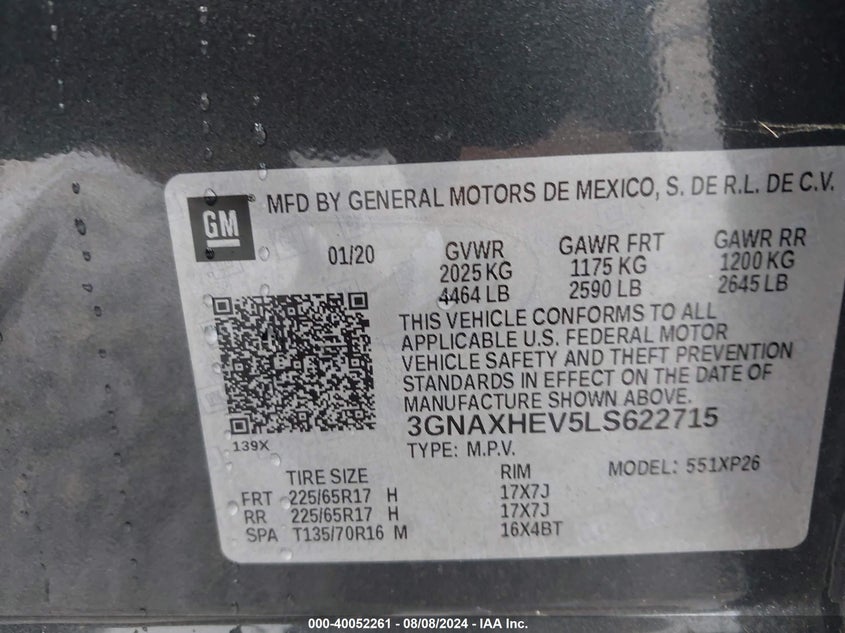 GM
MFD BY GENERAL MOTORS DE MEXICO, S. DE R.L. DE C.V.
01/20 GVWR GAWR FRT GAWR RR
2025 KG 1175 KG 1200 KG
4464 LB 2590 LB 2645 LB
THIS VEHICLE CONFORMS TO ALL
APPLICABLE U.S. FEDERAL MOTOR
VEHICLE SAFETY AND THEFT PREVENTION
STANDARDS IN EFFECT ON THE DATE OF
MANUFACTURE SHOWN ABOVE.
139X
3GNAXHEV5LS622715
TYPE: M.P.V. MODEL: 551XP26
TIRE SIZE RIM
FRT 225/65R17 H 17X7J
RR 225/65R17 H 17X7J
SPA T135/70R16 M 16X4BT
000-40052261 - 08/08/2024 - IAA Inc.